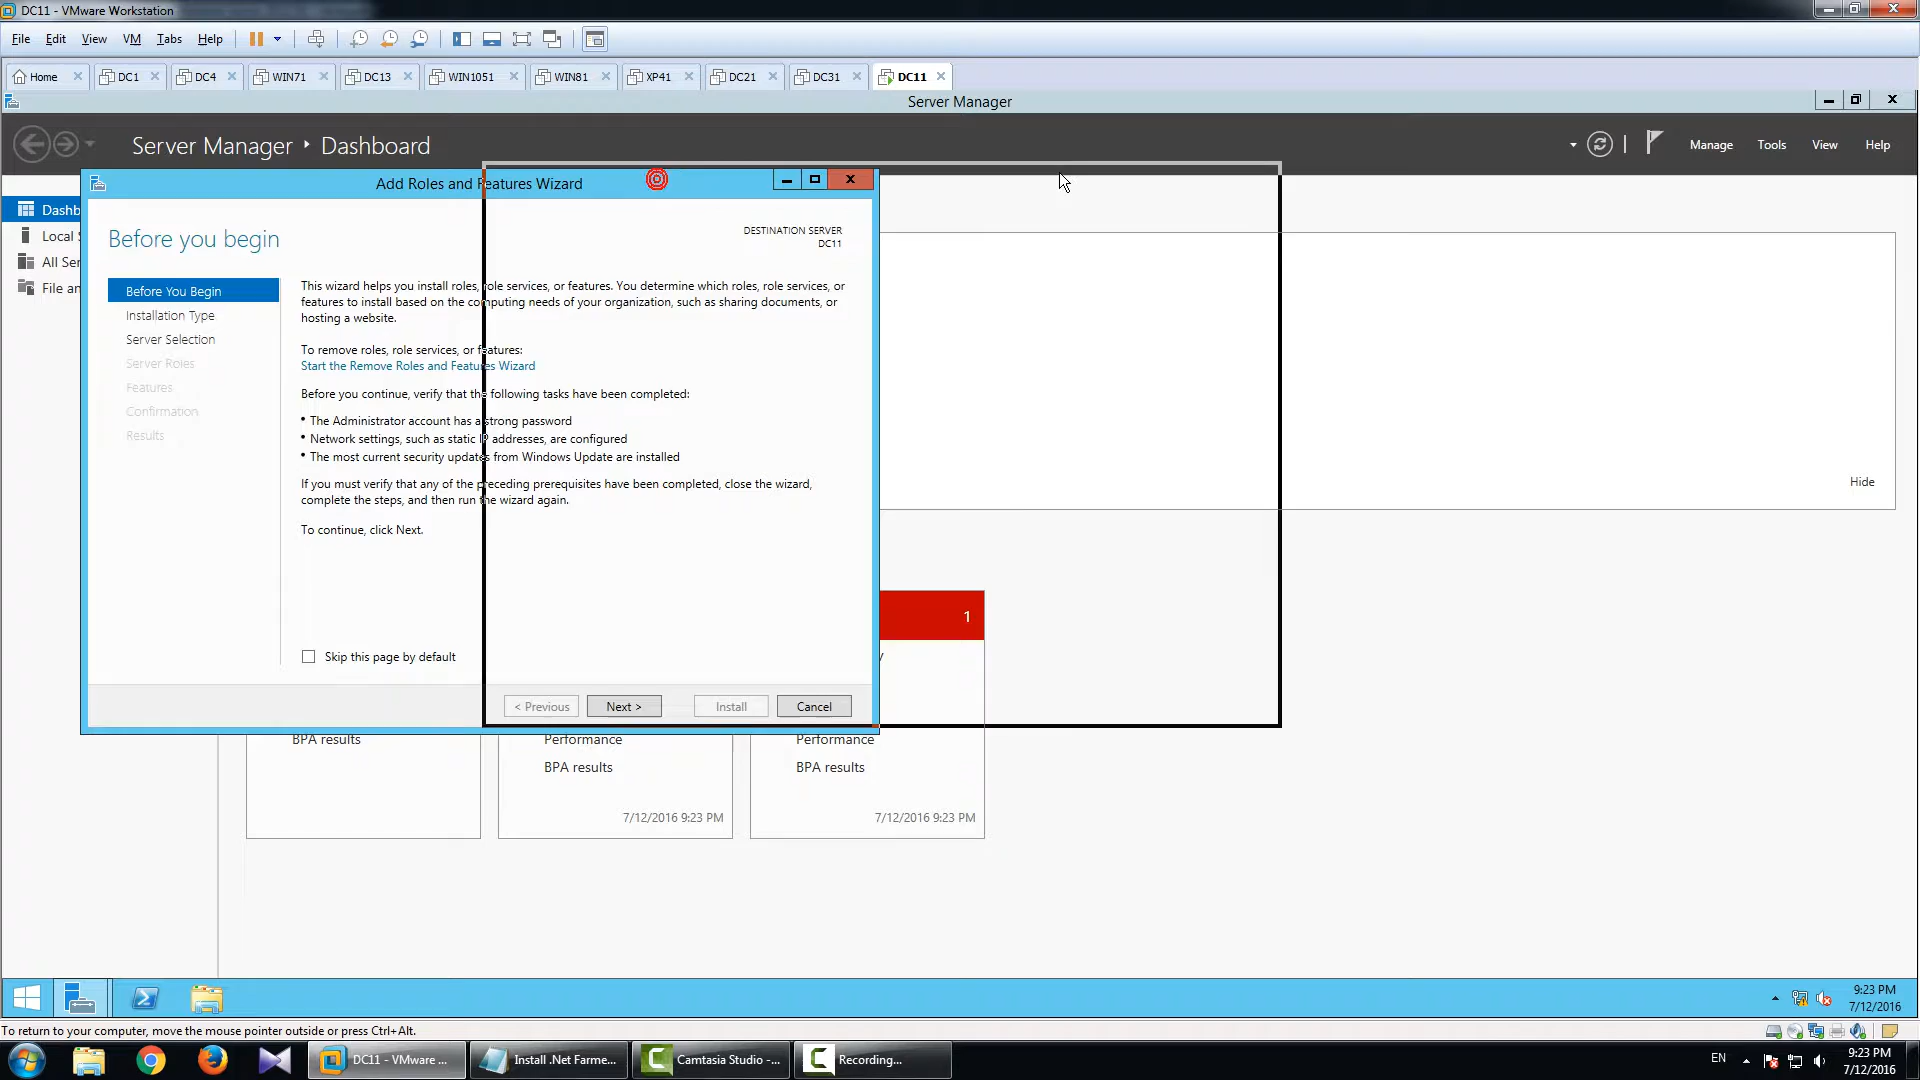 DC11 - VMware Workstation
File Edit View VM Tabs Help
Home DC1 DC4 WIN71 DC13 WIN1051 WIN81 XP41 DC21 DC31 DC11
Server Manager
Server Manager Dashboard
Manage Tools View Help
Add Roles and Features Wizard
Dashb
Local
All Ser
File an
Before you begin
DESTINATION SERVER
DC11
Before You Begin
Installation Type
Server Selection
Server Roles
Features
Confirmation
Results
This wizard helps you install roles, role services, or features. You determine which roles, role services, or
features to install based on the computing needs of your organization, such as sharing documents, or
hosting a website.
To remove roles, role services, or features:
Start the Remove Roles and Features Wizard
Before you continue, verify that the following tasks have been completed:
• The Administrator account has a strong password
• Network settings, such as static IP addresses, are configured
• The most current security updates from Windows Update are installed
If you must verify that any of the preceding prerequisites have been completed, close the wizard,
complete the steps, and then run the wizard again.
To continue, click Next.
Skip this page by default
< Previous Next > Install Cancel
Hide
1
BPA results
Performance
BPA results
7/12/2016 9:23 PM
Performance
BPA results
7/12/2016 9:23 PM
9:23 PM
7/12/2016
To return to your computer, move the mouse pointer outside or press Ctrl+Alt.
DC11 - VMware ...
Install .Net Farme...
Camtasia Studio -...
Recording...
EN
9:23 PM
7/12/2016